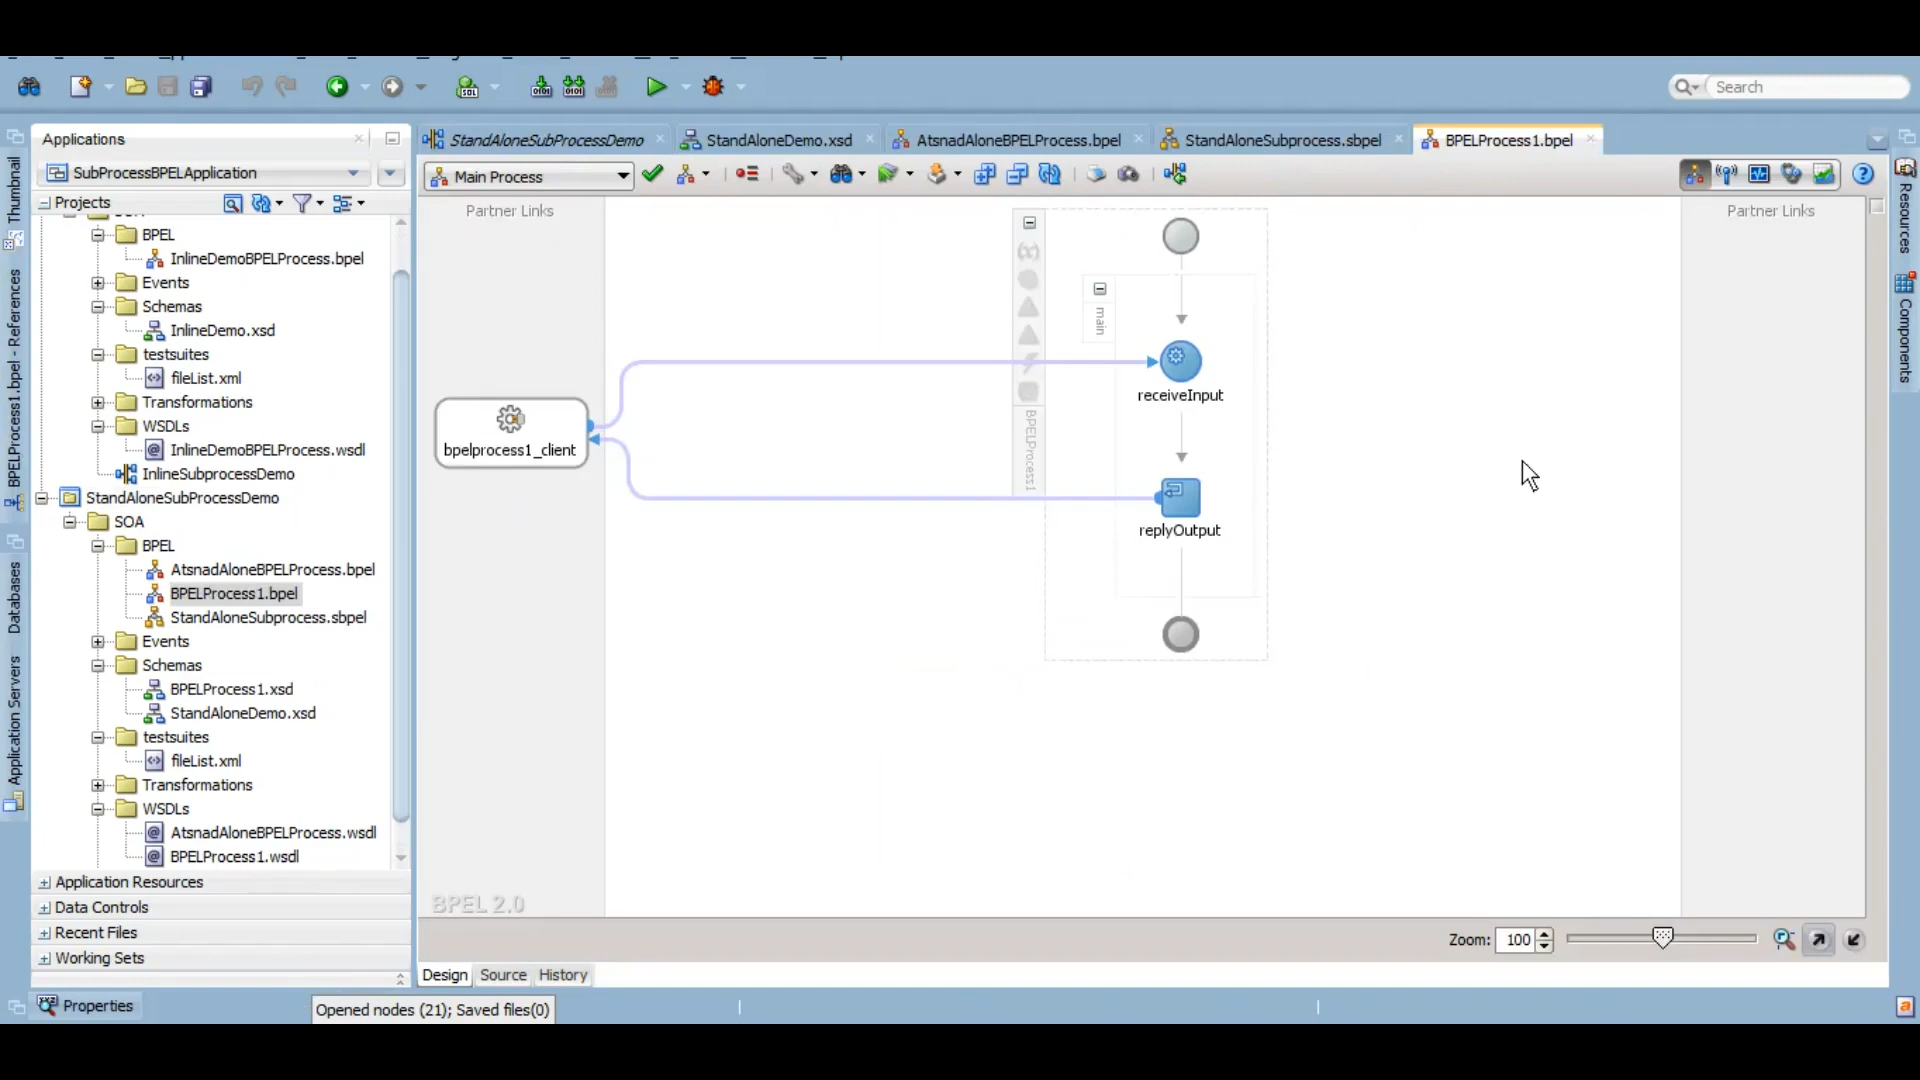 Search
Applications
StandAloneSubProcessDemo
StandAloneDemo.xsd
AtsnadAloneBPELProcess.bpel
StandAloneSubprocess.sbpel
BPELProcess1.bpel
SubProcessBPELApplication
Main Process
Projects
Partner Links
Partner Links
BPEL
InlineDemoBPELProcess.bpel
Events
Schemas
InlineDemo.xsd
testsuites
fileList.xml
Transformations
WSDLs
InlineDemoBPELProcess.wsdl
InlineSubprocessDemo
StandAloneSubProcessDemo
SOA
BPEL
AtsnadAloneBPELProcess.bpel
BPELProcess1.bpel
StandAloneSubprocess.sbpel
Events
Schemas
BPELProcess1.xsd
StandAloneDemo.xsd
testsuites
fileList.xml
Transformations
WSDLs
AtsnadAloneBPELProcess.wsdl
BPELProcess1.wsdl
Application Resources
Data Controls
Recent Files
Working Sets
Thumbnail
BPELProcess1.bpel - References
Databases
Application Servers
main
receiveInput
bpelprocess1_client
BPELProcess1
replyOutput
BPEL 2.0
Zoom: 100
Design
Source
History
Properties
Opened nodes (21); Saved files(0)
Resources
Components